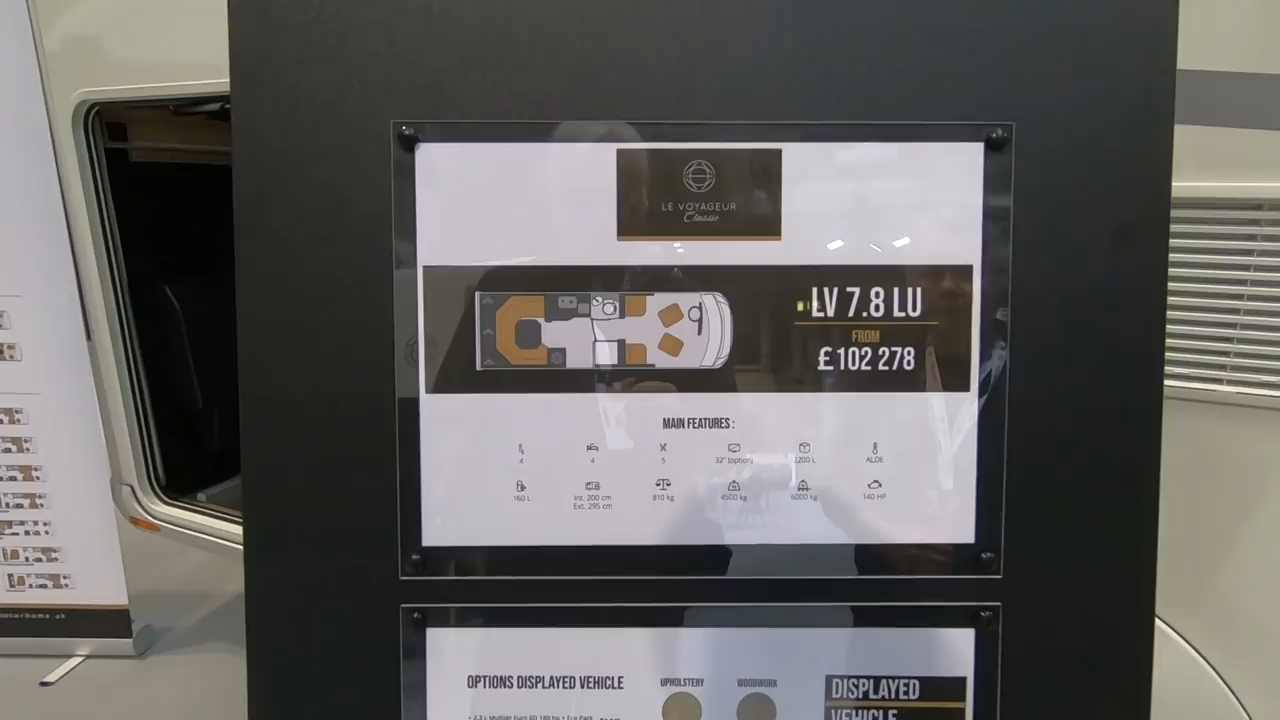 LE VOYAGEUR
Classic
LV 7.8 LU
FROM
£102 278
MAIN FEATURES :
4
4
5
32" (option)
2200 L
ALDE
160 L
Int. 200 cm
Ext. 295 cm
810 kg
4500 kg
6000 kg
140 HP
OPTIONS DISPLAYED VEHICLE
UPHOLSTERY
WOODWORK
DISPLAYED
VEHICLE